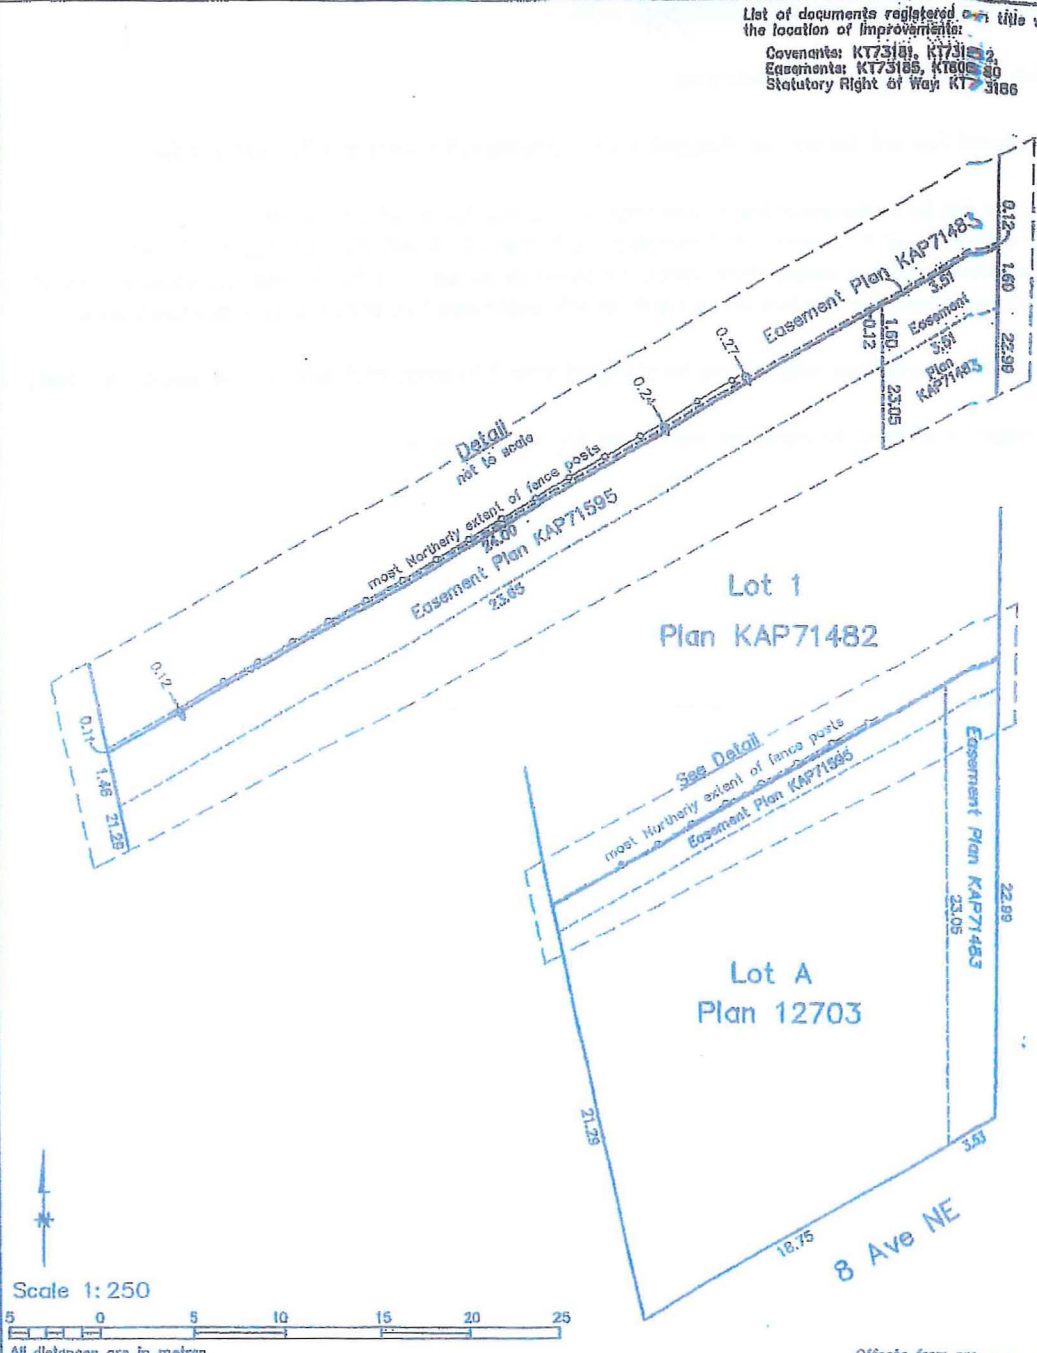 List of documents registered on title
the location of improvements:
Covenants: KT73181,
Easements: KT73185,
Statutory Right of Way: KT73186
Easement Plan KAP71483
0.12
1.60
22.99
3.51
Easement
3.51
Plan
KAP71483
1.60
0.12
23.05
0.27
0.24
Detail
not to scale
most Northerly extent of fence posts
24.00
Easement Plan KAP71595
23.65
0.12
0.11
1.46
21.29
Lot 1
Plan KAP71482
See Detail
most Northerly extent of fence posts
Easement Plan KAP71595
Easement Plan KAP71483
22.99
23.05
Lot A
Plan 12703
21.29
3.53
18.75
8 Ave NE
Scale 1:250
5 0 5 10 15 20 25
All distances are in metres
Offsets from